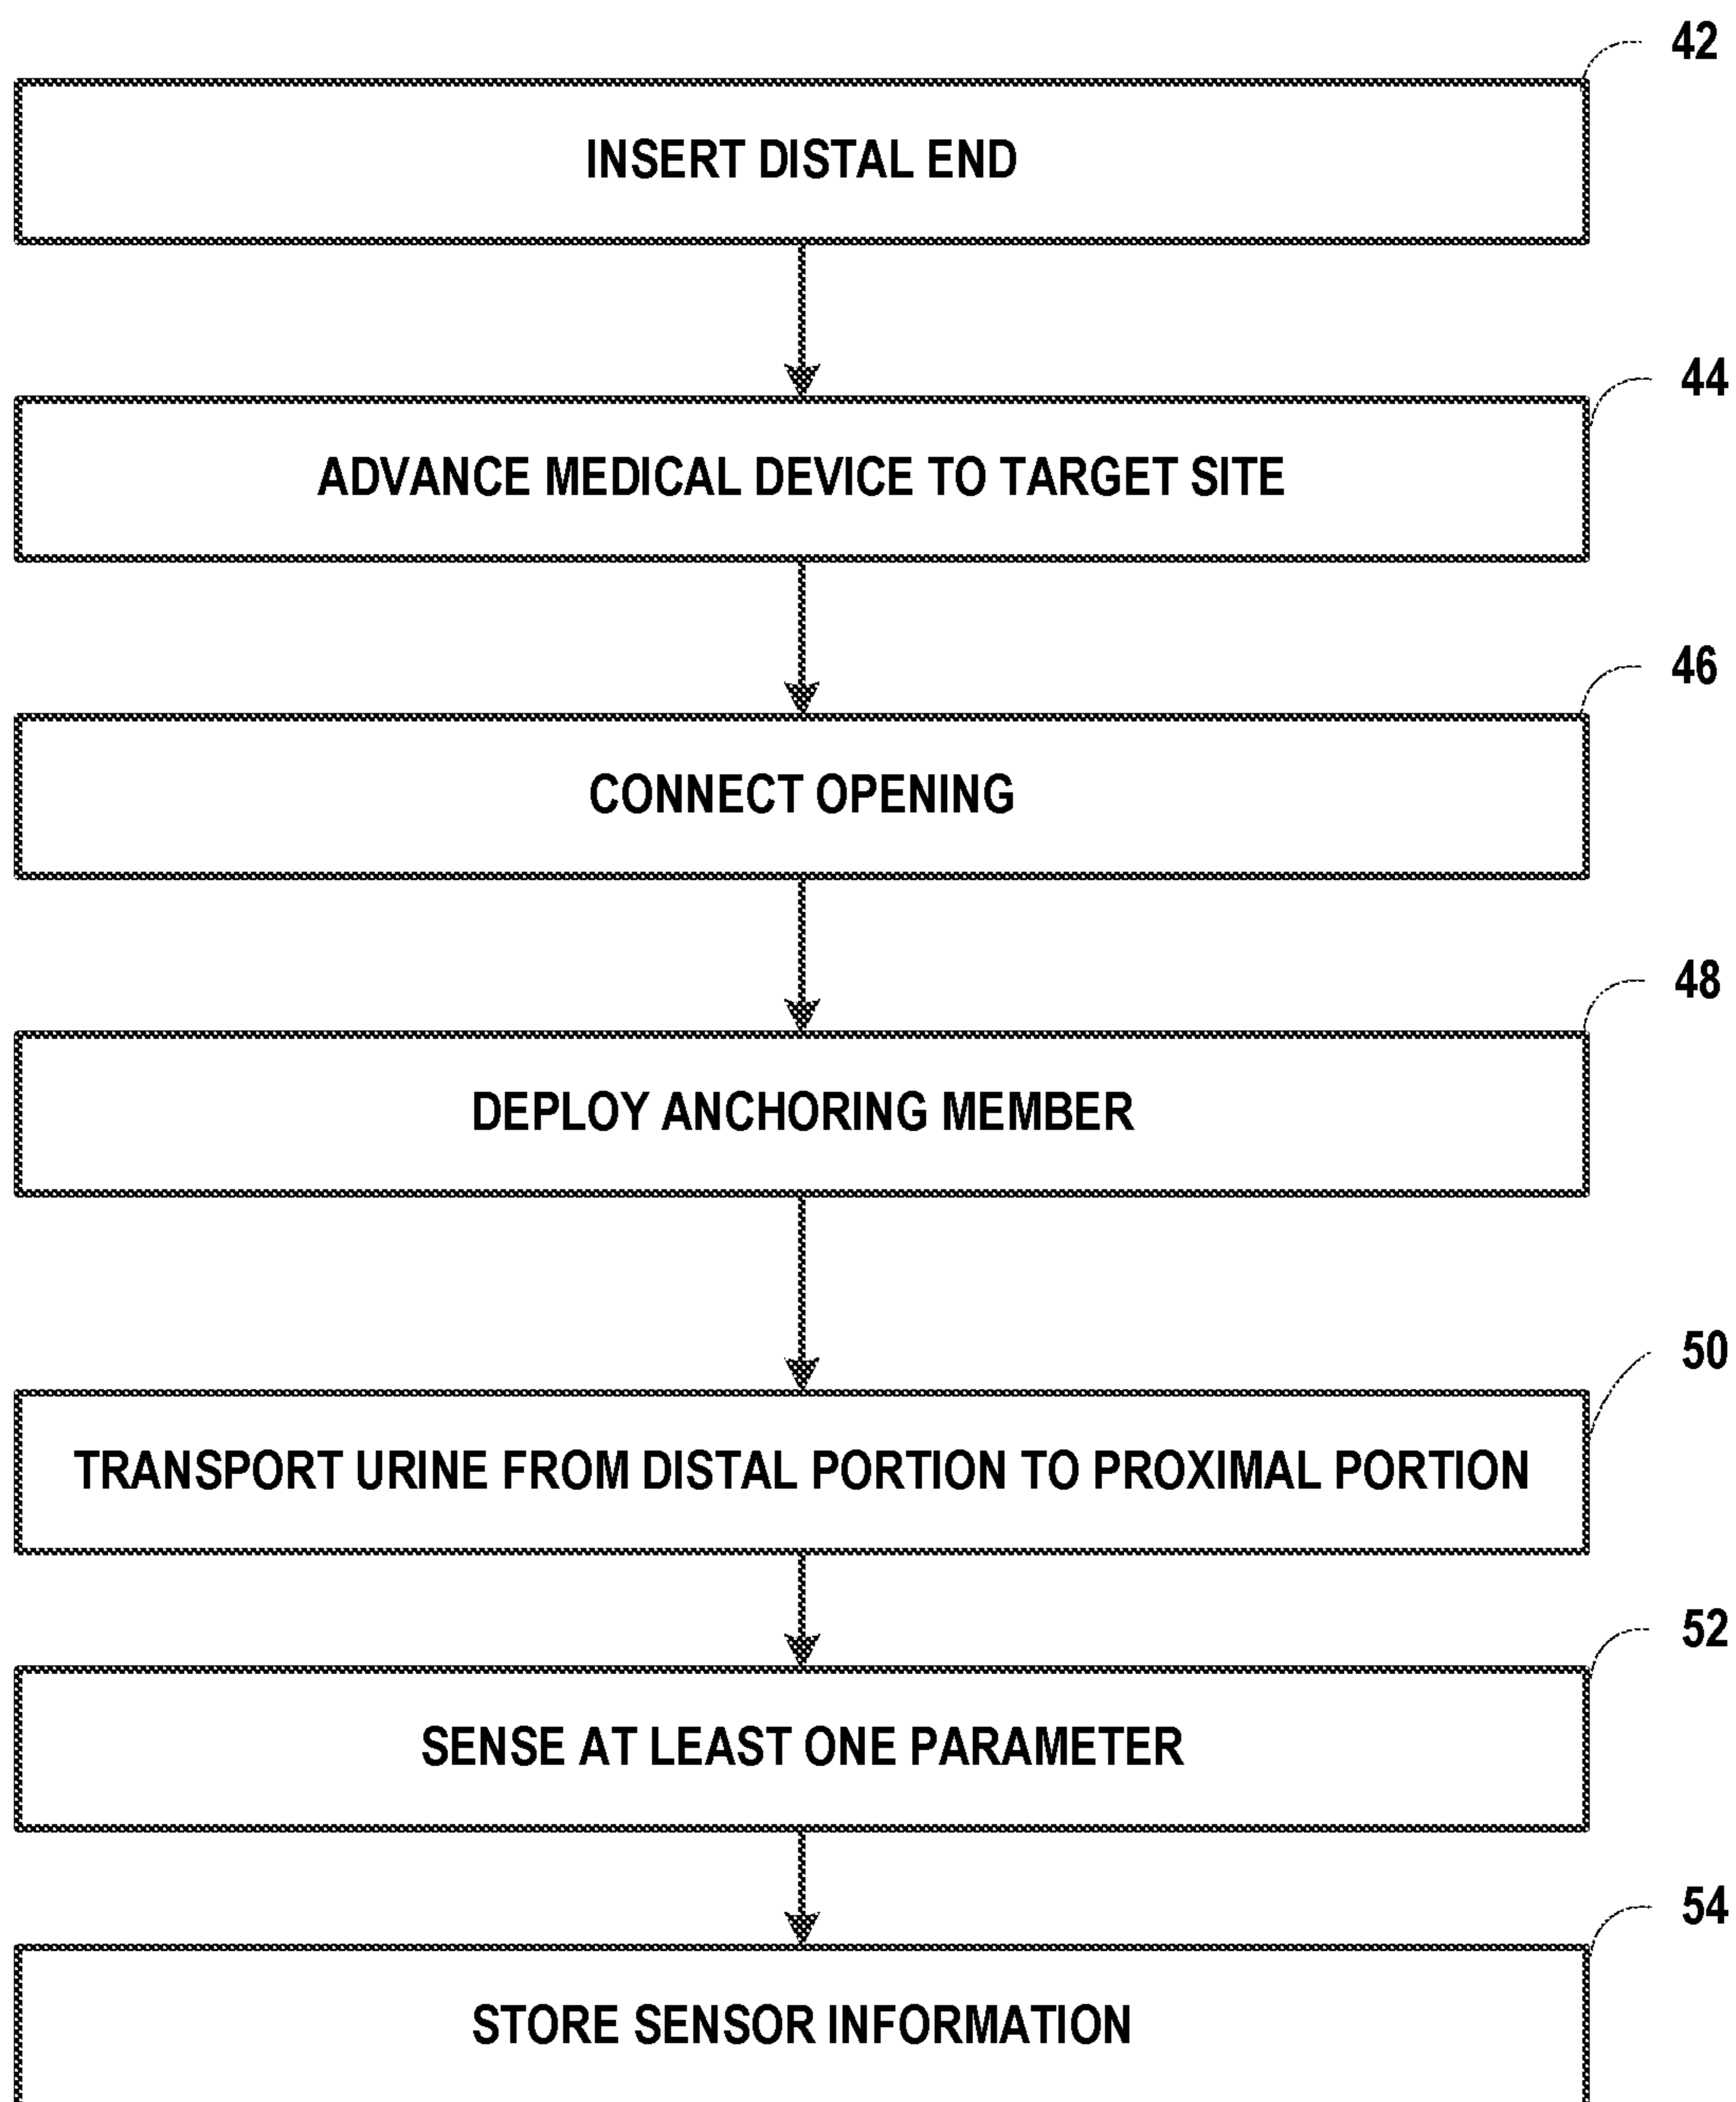 42
INSERT DISTAL END
44
ADVANCE MEDICAL DEVICE TO TARGET SITE
46
CONNECT OPENING
48
DEPLOY ANCHORING MEMBER
50
TRANSPORT URINE FROM DISTAL PORTION TO PROXIMAL PORTION
52
SENSE AT LEAST ONE PARAMETER
54
STORE SENSOR INFORMATION